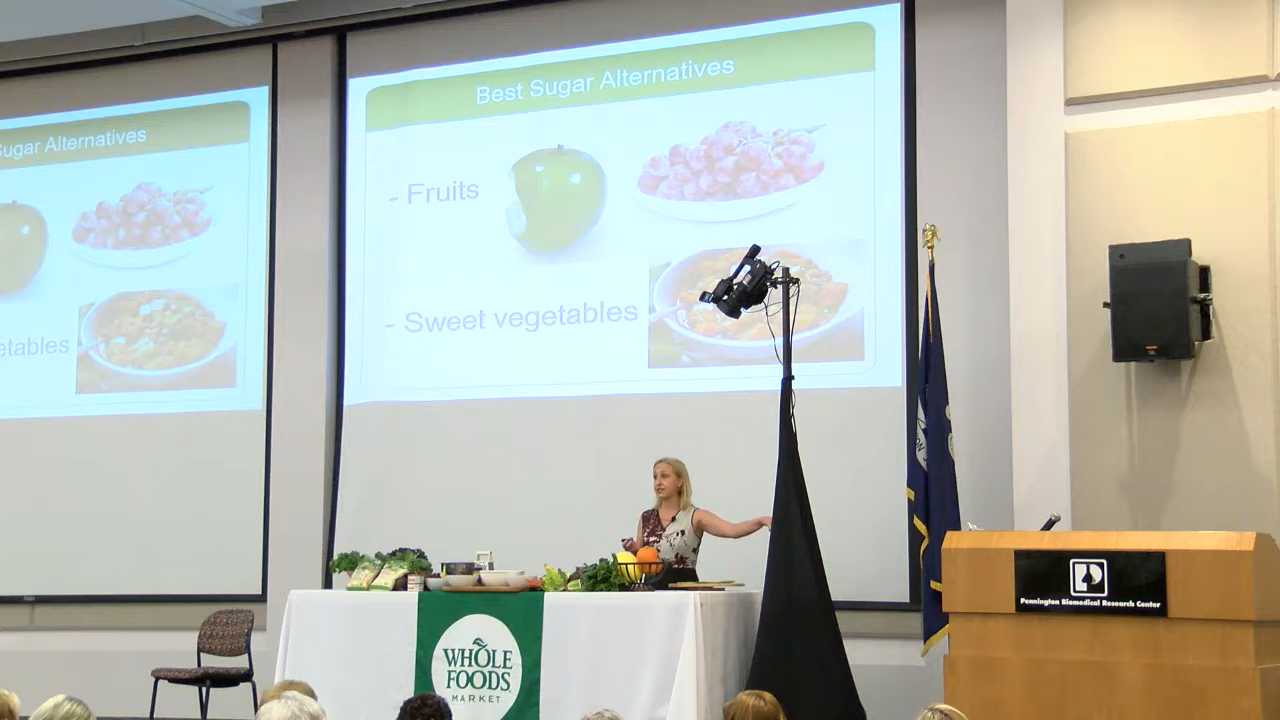 Sugar Alternatives
etables
Best Sugar Alternatives
- Fruits
- Sweet vegetables
WHOLE
FOODS
MARKET
Pennington Biomedical Research Center